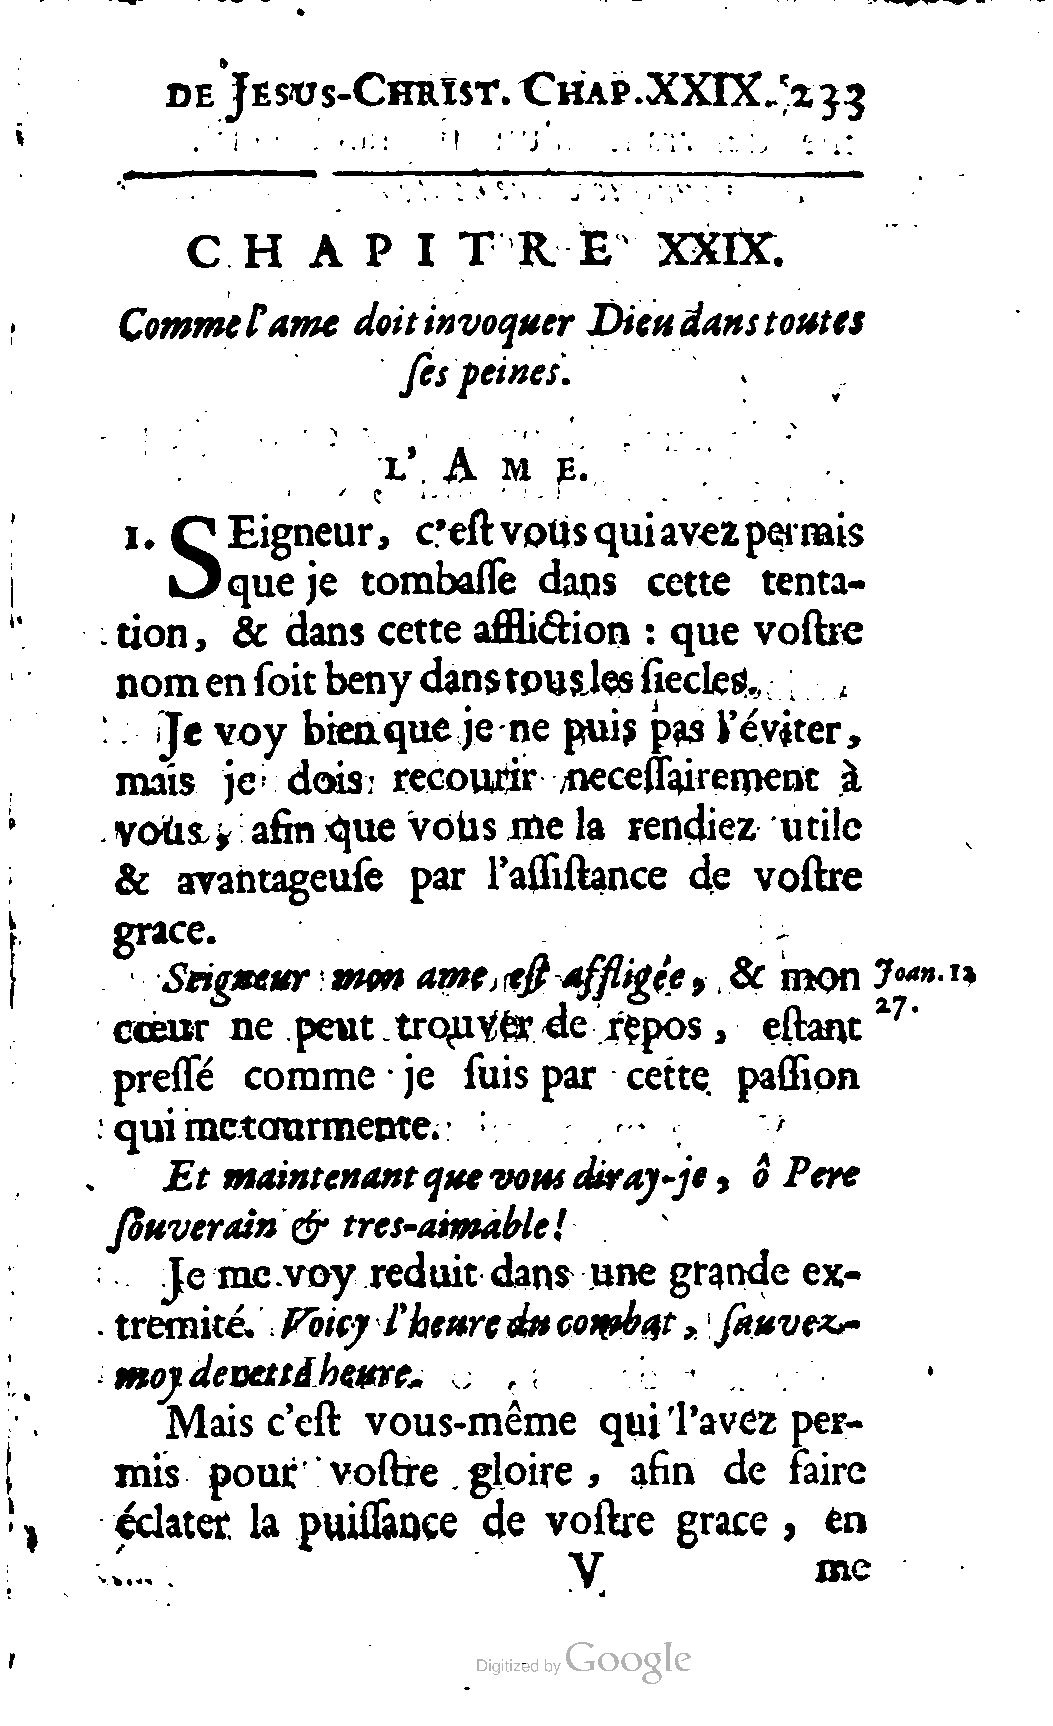 DE JESUS-CHRIST. CHAP. XXIX. 233
CHAPITRE XXIX.
Comme l'ame doit invoquer Dieu dans toutes
ſes peines.
L'AME.
1. SEigneur, c'eſt vous qui avez permis
que je tombaſſe dans cette tenta-
tion, & dans cette affliction : que voſtre
nom en ſoit beny dans tous les ſiecles.
Je voy bien que je ne puis pas l'éviter,
mais je dois recourir neceſſairement à
vous, afin que vous me la rendiez utile
& avantageuſe par l'aſſiſtance de voſtre
grace.
Seigneur mon ame eſt affligée, & mon
Joan. 12
27.
cœur ne peut trouver de repos, eſtant
preſſé comme je ſuis par cette paſſion
qui me tourmente.
Et maintenant que vous diray-je, ô Pere
ſouverain & tres-aimable!
Je me voy reduit dans une grande ex-
tremité. Voicy l'heure du combat, ſauvez-
moy de cette heure.
Mais c'eſt vous-même qui l'avez per-
mis pour voſtre gloire, afin de faire
éclater la puiſſance de voſtre grace, en
V me
Digitized by Google